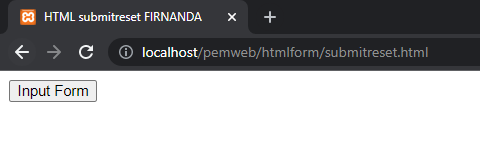 HTML submitreset FIRNANDA
localhost/pemweb/htmlform/submitreset.html
Input Form